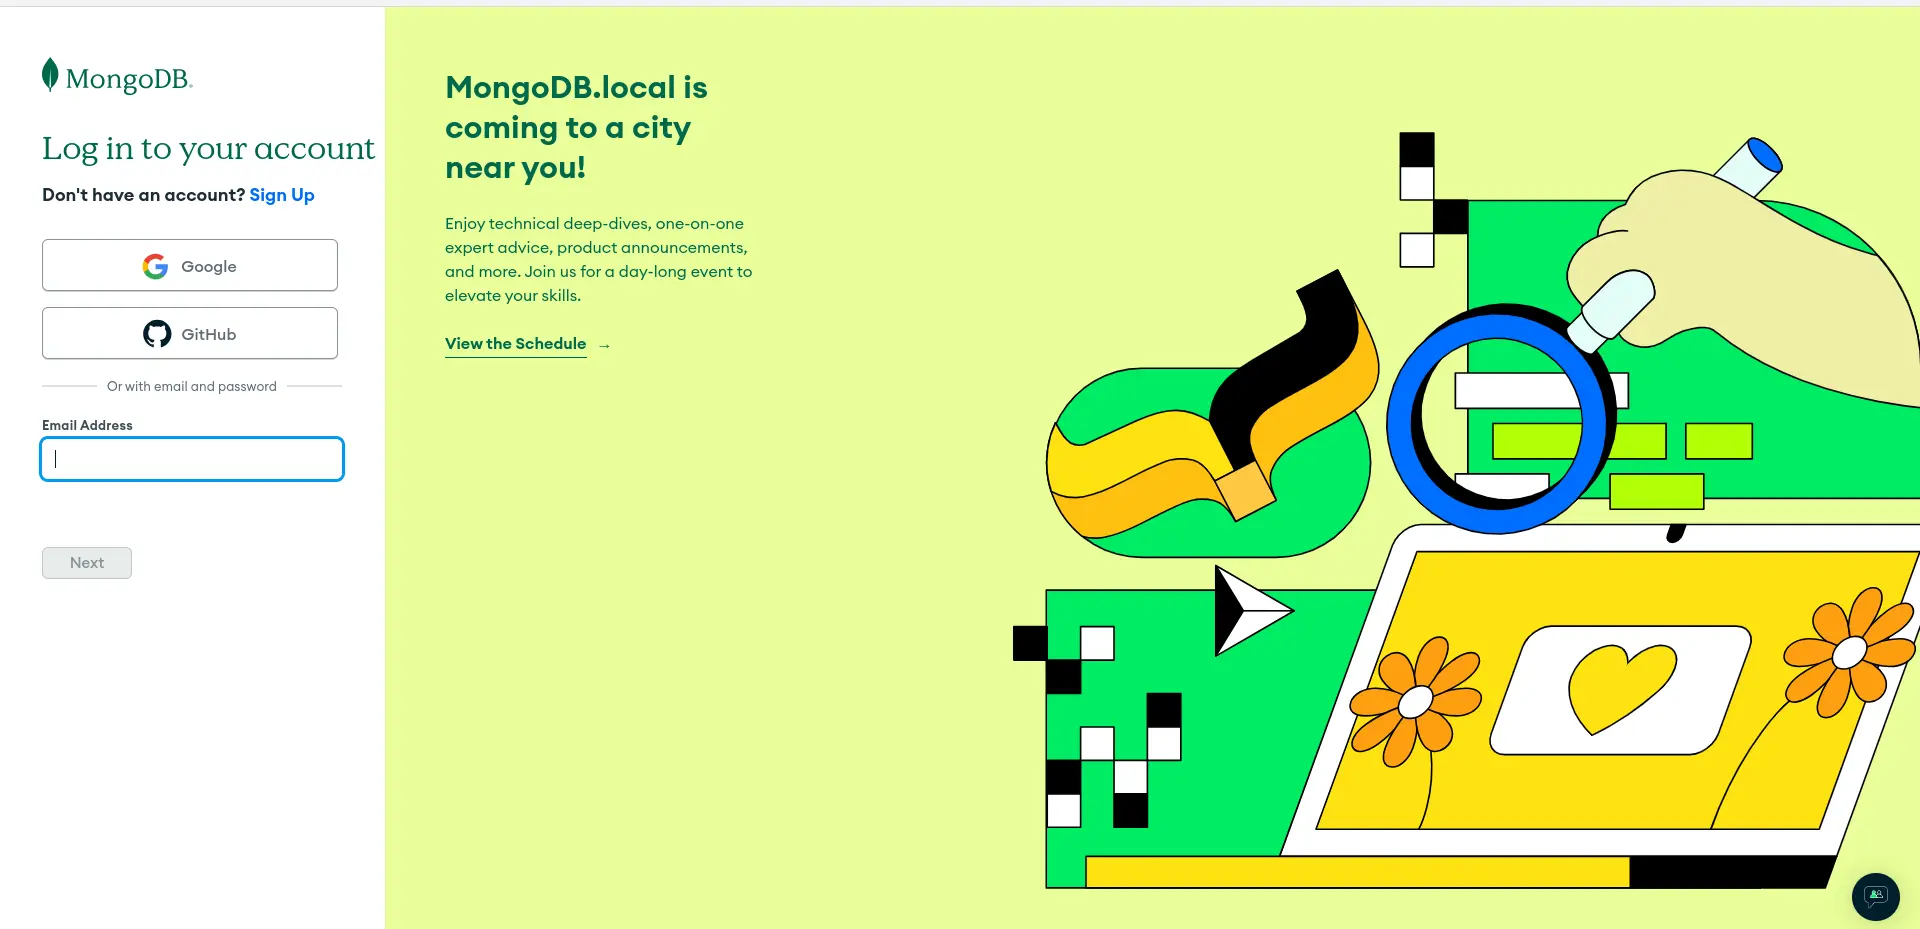 MongoDB.
Log in to your account
Don't have an account? Sign Up
Google
GitHub
Or with email and password
Email Address
Next
MongoDB.local is
coming to a city
near you!
Enjoy technical deep-dives, one-on-one
expert advice, product announcements,
and more. Join us for a day-long event to
elevate your skills.
View the Schedule →